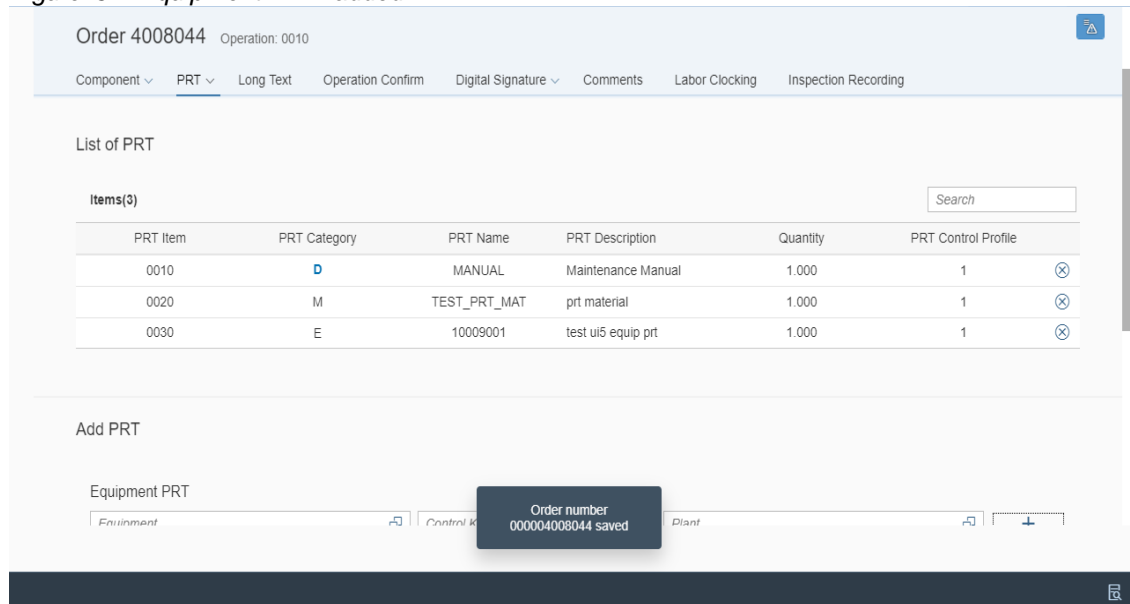 Order 4008044 Operation: 0010
Component PRT Long Text Operation Confirm Digital Signature Comments Labor Clocking Inspection Recording
List of PRT
Items(3) Search
PRT Item PRT Category PRT Name PRT Description Quantity PRT Control Profile
0010 D MANUAL Maintenance Manual 1.000 1
0020 M TEST_PRT_MAT prt material 1.000 1
0030 E 10009001 test ui5 equip prt 1.000 1
Add PRT
Equipment PRT
Equipment Control Plant
Order number
000004008044 saved